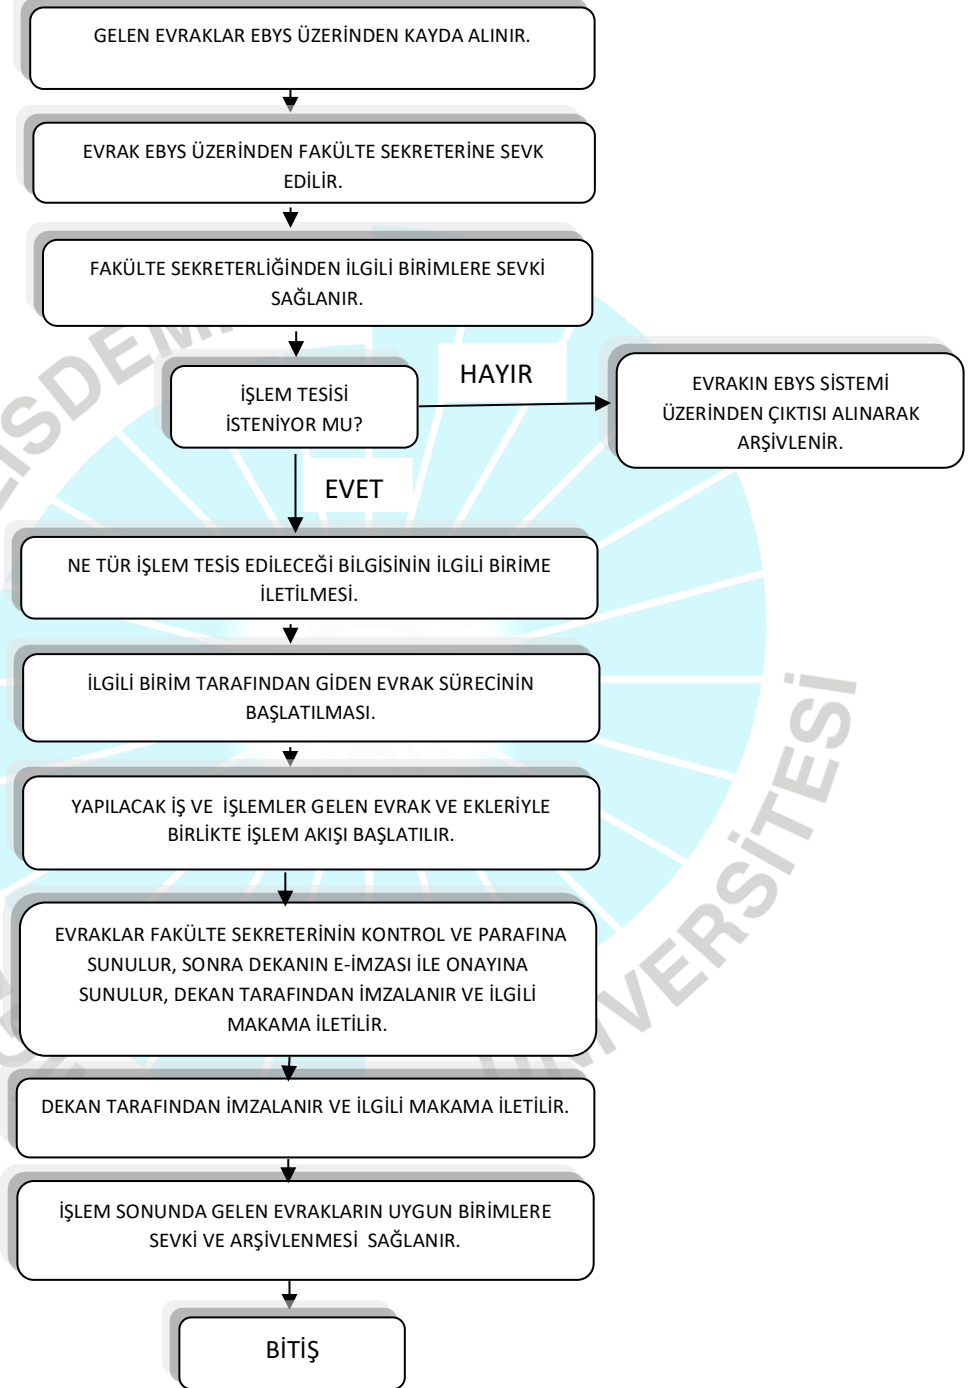 GELEN EVRAKLAR EBYS ÜZERİNDEN KAYDA ALINIR.
EVRAK EBYS ÜZERİNDEN FAKÜLTE SEKRETERİNE SEVK
EDİLİR.
FAKÜLTE SEKRETERLİĞİNDEN İLGİLİ BİRİMLERE SEVKİ
SAĞLANIR.
İŞLEM TESİSİ
İSTENİYOR MU?
HAYIR
EVRAKIN EBYS SİSTEMİ
ÜZERİNDEN ÇIKTISI ALINARAK
ARŞİVLENİR.
EVET
NE TÜR İŞLEM TESİS EDİLECEĞİ BİLGİSİNİN İLGİLİ BİRİME
İLETİLMESİ.
İLGİLİ BİRİM TARAFINDAN GİDEN EVRAK SÜRECİNİN
BAŞLATILMASI.
YAPILACAK İŞ VE  İŞLEMLER GELEN EVRAK VE EKLERİYLE
BİRLİKTE İŞLEM AKIŞI BAŞLATILIR.
EVRAKLAR FAKÜLTE SEKRETERİNİN KONTROL VE PARAFINA
SUNULUR, SONRA DEKANIN E-İMZASI İLE ONAYINA
SUNULUR, DEKAN TARAFINDAN İMZALANIR VE İLGİLİ
MAKAMA İLETİLİR.
DEKAN TARAFINDAN İMZALANIR VE İLGİLİ MAKAMA İLETİLİR.
İŞLEM SONUNDA GELEN EVRAKLARIN UYGUN BİRİMLERE
SEVKİ VE ARŞİVLENMESİ  SAĞLANIR.
BİTİŞ